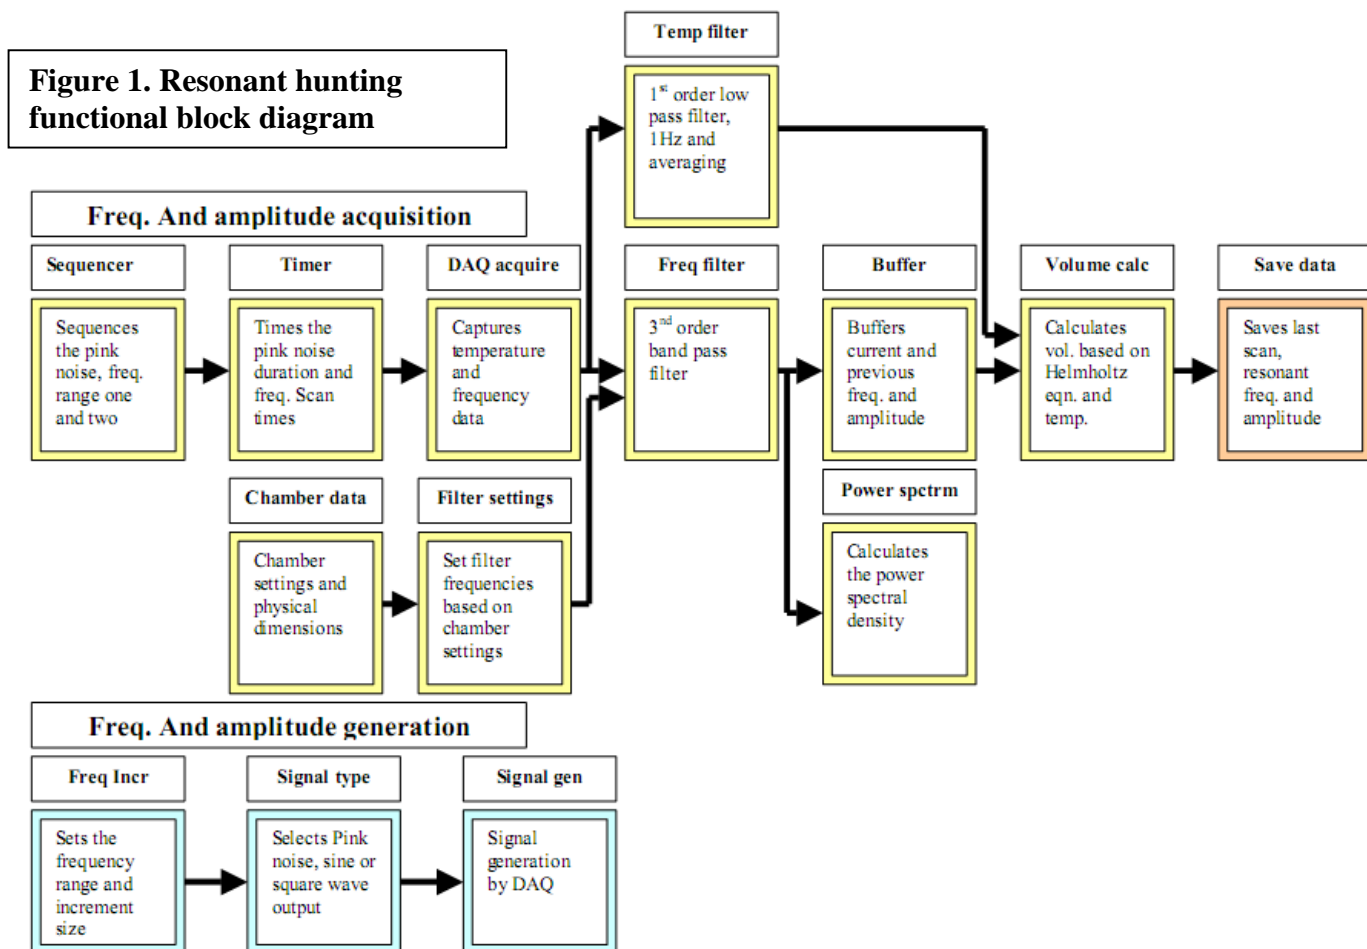 Figure 1. Resonant hunting
functional block diagram
Temp filter
1st order low
pass filter,
1Hz and
averaging
Freq. And amplitude acquisition
Sequencer
Sequences
the pink
noise, freq.
range one
and two
Timer
Times the
pink noise
duration and
freq. Scan
times
DAQ acquire
Captures
temperature
and
frequency
data
Freq filter
3nd order
band pass
filter
Buffer
Buffers
current and
previous
freq. and
amplitude
Volume calc
Calculates
vol. based on
Helmholtz
eqn. and
temp.
Save data
Saves last
scan,
resonant
freq. and
amplitude
Chamber data
Chamber
settings and
physical
dimensions
Filter settings
Set filter
frequencies
based on
chamber
settings
Power spctrm
Calculates
the power
spectral
density
Freq. And amplitude generation
Freq Incr
Sets the
frequency
range and
increment
size
Signal type
Selects Pink
noise, sine or
square wave
output
Signal gen
Signal
generation
by DAQ